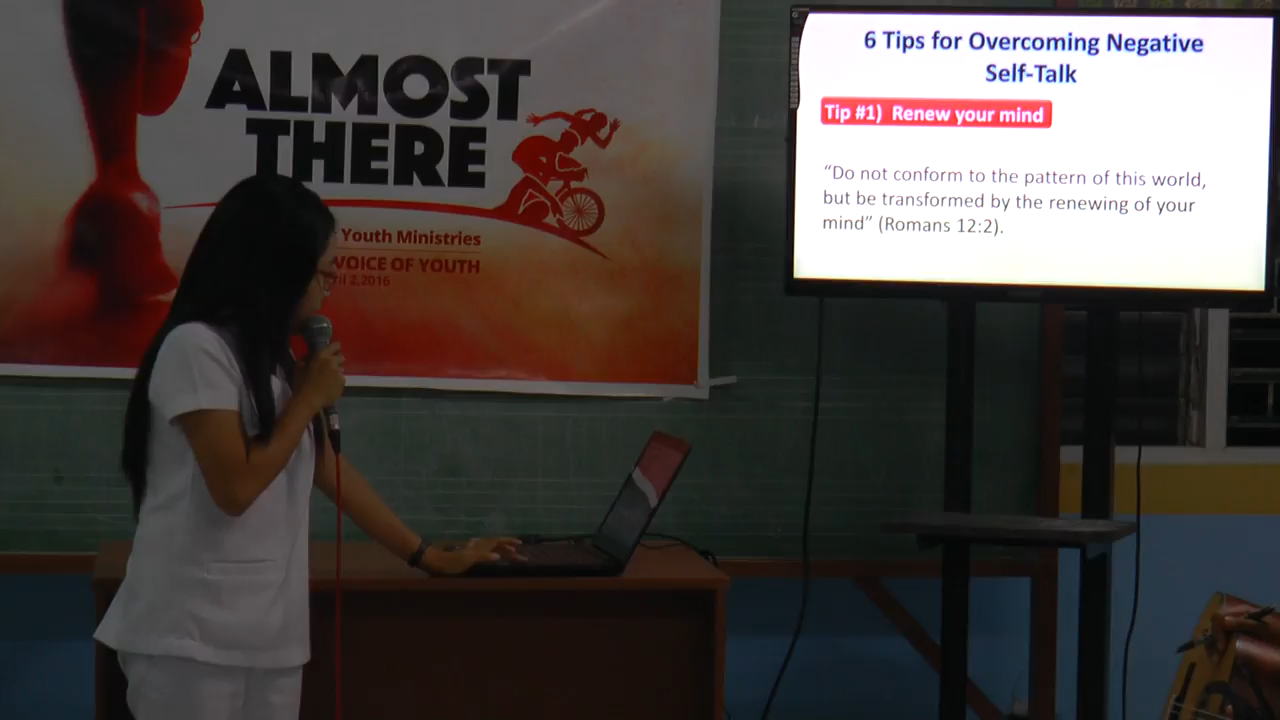 ALMOST
THERE
Youth Ministries
VOICE OF YOUTH
2,2016
6 Tips for Overcoming Negative
Self-Talk
Tip #1) Renew your mind
“Do not conform to the pattern of this world,
but be transformed by the renewing of your
mind” (Romans 12:2).